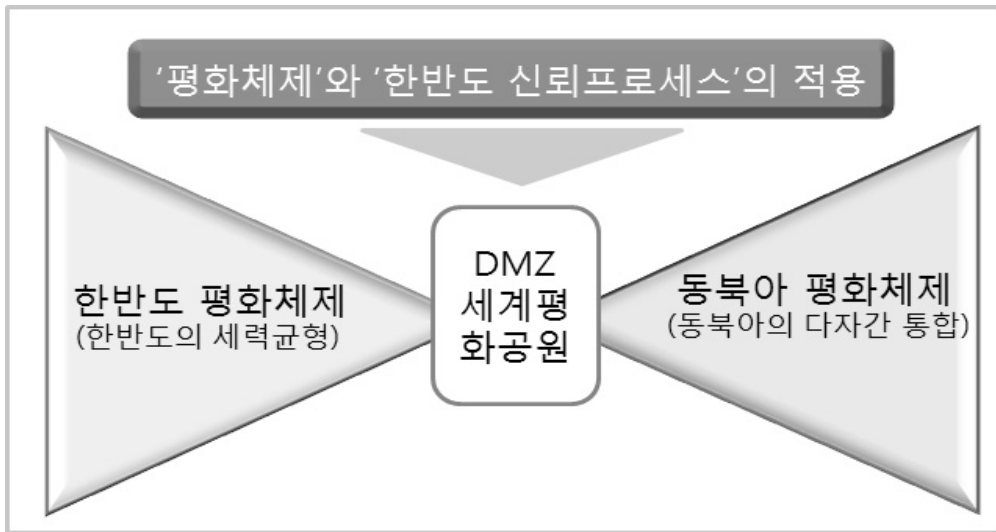 '평화체제'와 '한반도 신뢰프로세스'의 적용
한반도 평화체제
(한반도의 세력균형)
DMZ
세계평
화공원
동북아 평화체제
(동북아의 다자간 통합)